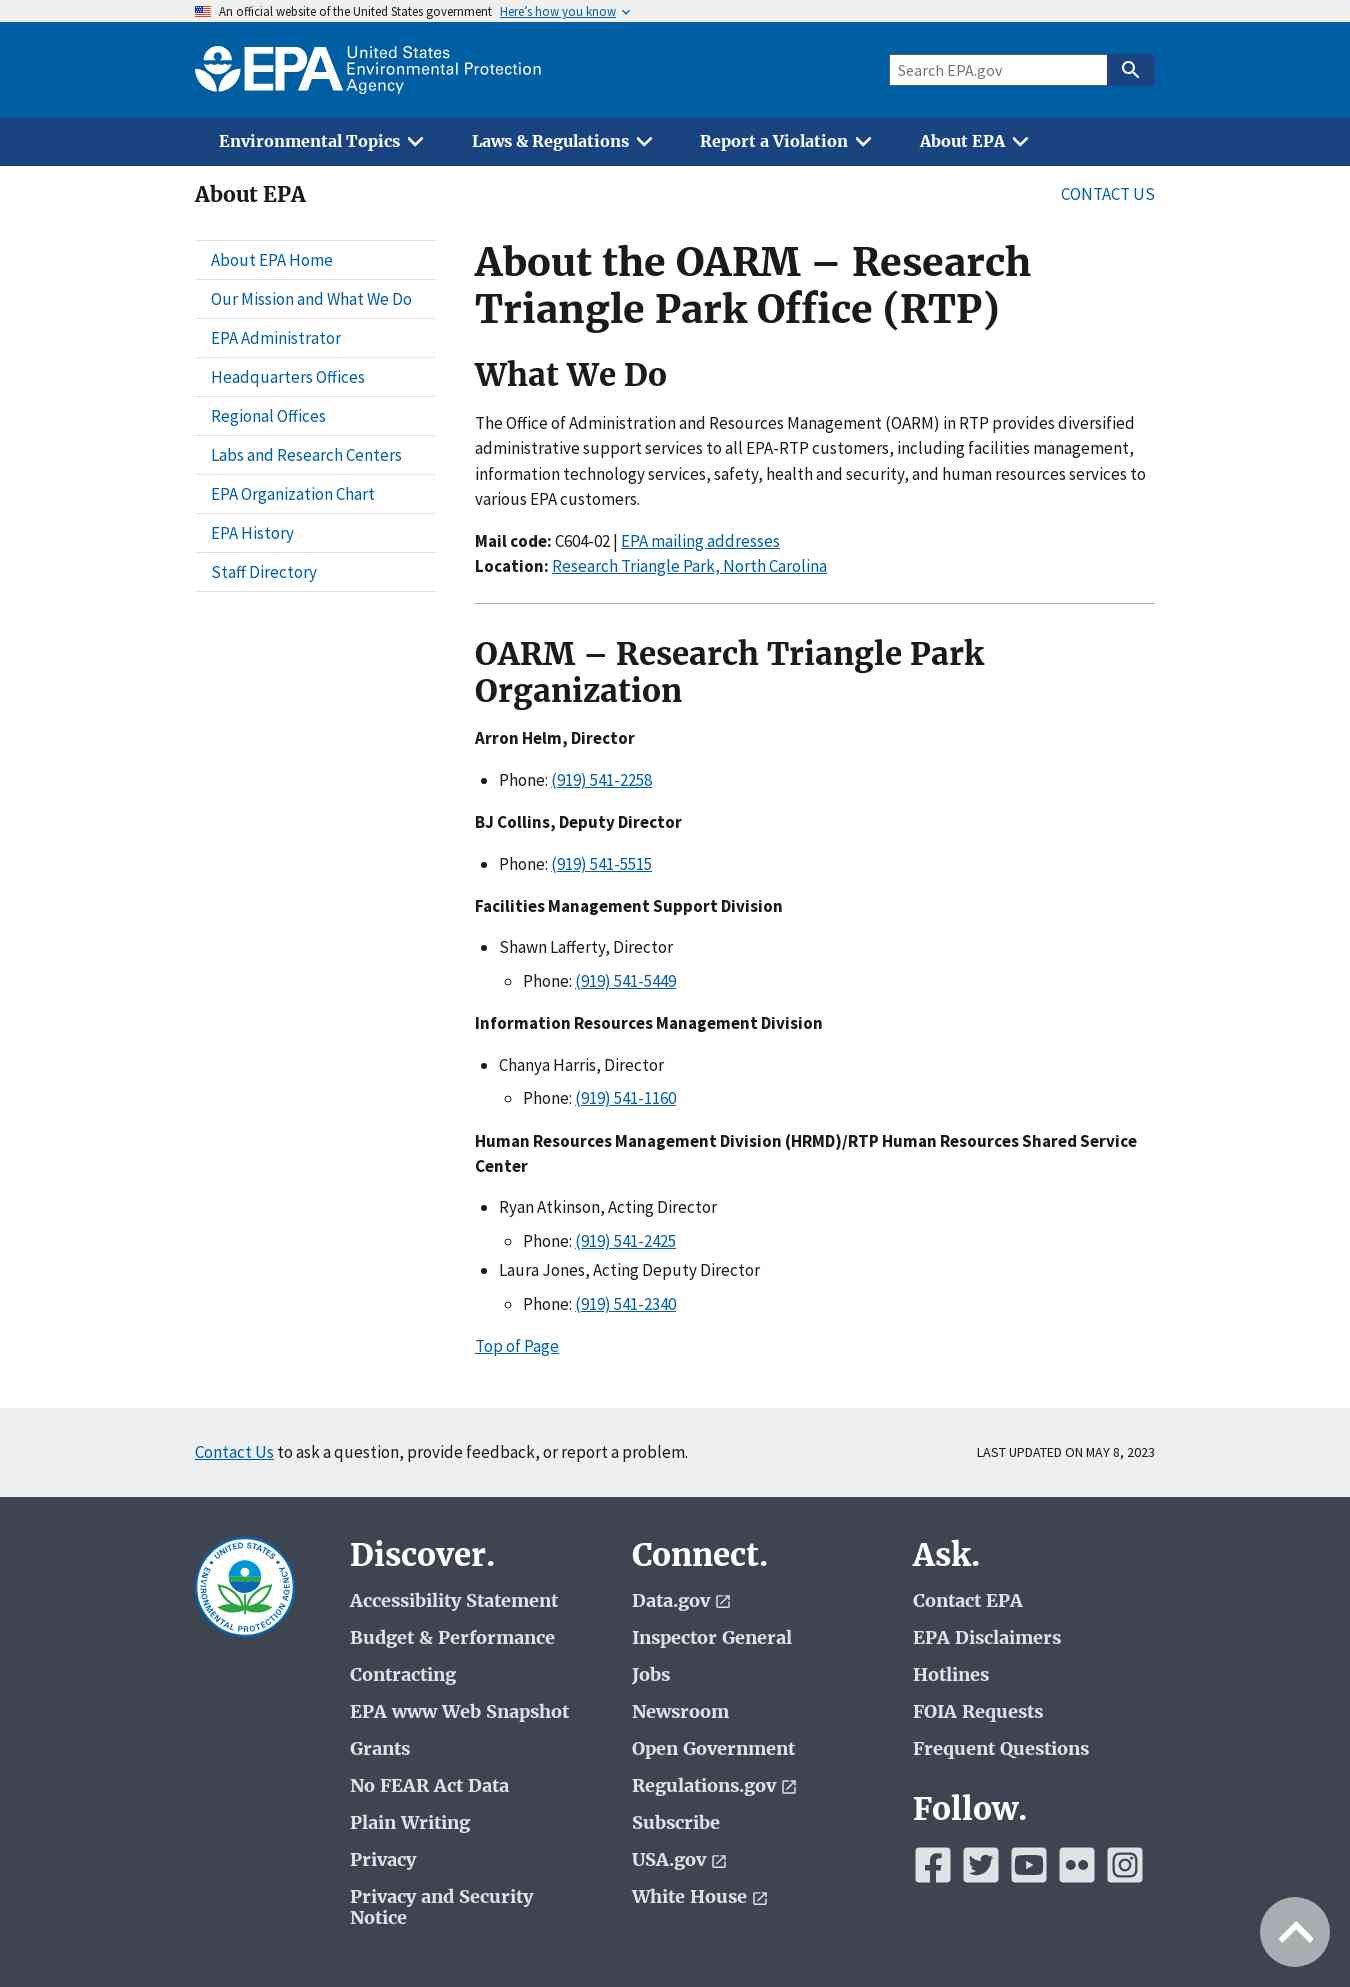 An official website of the United States government Here’s how you know
EPA United States
Environmental Protection
Agency
Search EPA.gov
Environmental Topics Laws & Regulations Report a Violation About EPA
About EPA
CONTACT US
About EPA Home
Our Mission and What We Do
EPA Administrator
Headquarters Offices
Regional Offices
Labs and Research Centers
EPA Organization Chart
EPA History
Staff Directory
About the OARM – Research
Triangle Park Office (RTP)
What We Do
The Office of Administration and Resources Management (OARM) in RTP provides diversified
administrative support services to all EPA-RTP customers, including facilities management,
information technology services, safety, health and security, and human resources services to
various EPA customers.
Mail code: C604-02 | EPA mailing addresses
Location: Research Triangle Park, North Carolina
OARM – Research Triangle Park
Organization
Arron Helm, Director
Phone: (919) 541-2258
BJ Collins, Deputy Director
Phone: (919) 541-5515
Facilities Management Support Division
Shawn Lafferty, Director
Phone: (919) 541-5449
Information Resources Management Division
Chanya Harris, Director
Phone: (919) 541-1160
Human Resources Management Division (HRMD)/RTP Human Resources Shared Service
Center
Ryan Atkinson, Acting Director
Phone: (919) 541-2425
Laura Jones, Acting Deputy Director
Phone: (919) 541-2340
Top of Page
Contact Us to ask a question, provide feedback, or report a problem.
LAST UPDATED ON MAY 8, 2023
UNITED STATES
ENVIRONMENTAL PROTECTION AGENCY
Discover.
Accessibility Statement
Budget & Performance
Contracting
EPA www Web Snapshot
Grants
No FEAR Act Data
Plain Writing
Privacy
Privacy and Security
Notice
Connect.
Data.gov
Inspector General
Jobs
Newsroom
Open Government
Regulations.gov
Subscribe
USA.gov
White House
Ask.
Contact EPA
EPA Disclaimers
Hotlines
FOIA Requests
Frequent Questions
Follow.